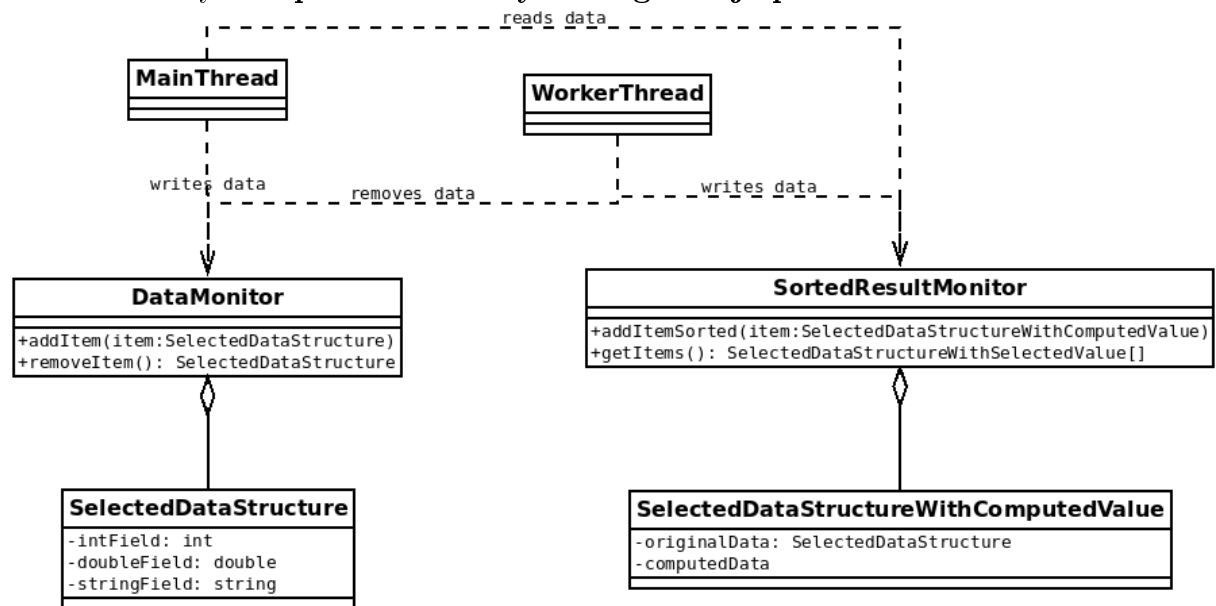 reads data
MainThread
WorkerThread
writes data
removes data
writes data
DataMonitor
+addItem(item:SelectedDataStructure)
+removeItem(): SelectedDataStructure
SortedResultMonitor
+addItemSorted(item:SelectedDataStructureWithComputedValue)
+getItems(): SelectedDataStructureWithSelectedValue[]
SelectedDataStructure
-intField: int
-doubleField: double
-stringField: string
SelectedDataStructureWithComputedValue
-originalData: SelectedDataStructure
-computedData